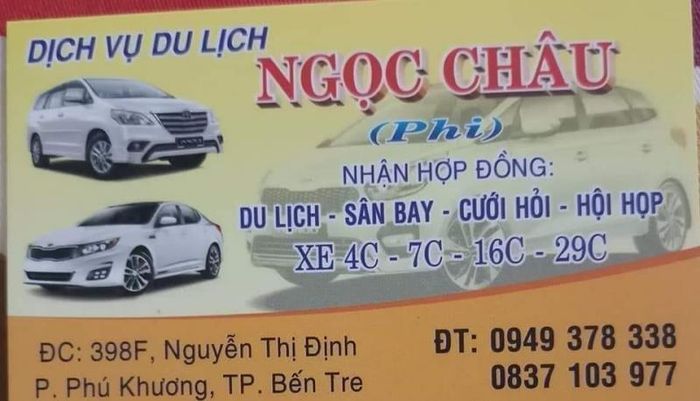 DỊCH VỤ DU LỊCH
NGỌC CHÂU
(Phi)
NHẬN HỢP ĐỒNG:
DU LỊCH - SÂN BAY - CƯỚI HỎI - HỘI HỌP
XE 4C - 7C - 16C - 29C
ĐC: 398F, Nguyễn Thị Định
P. Phú Khương, TP. Bến Tre
ĐT: 0949 378 338
0837 103 977